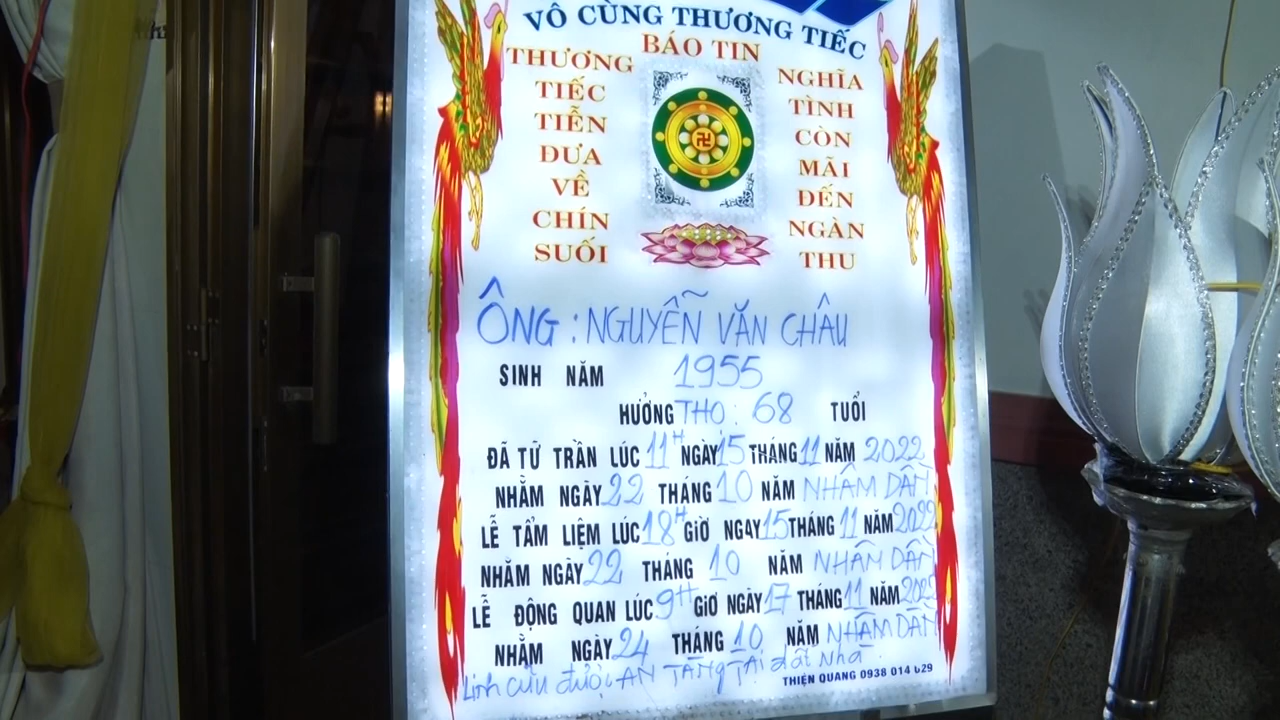 VÔ CÙNG THƯƠNG TIẾC
BÁO TIN
THƯƠNG
TIẾC
TIỄN
ĐƯA
VỀ
CHÍN
SUỐI
NGHĨA
TÌNH
CÒN
MÃI
ĐẾN
NGÀN
THU
ÔNG : NGUYỄN VĂN CHÂU
SINH NĂM 1955
HƯỞNG THỌ : 68 TUỔI
ĐÃ TỪ TRẦN LÚC 11H NGÀY 15 THÁNG 11 NĂM 2022
NHẰM NGÀY 22 THÁNG 10 NĂM NHÂM DẦN
LỄ TẨM LIỆM LÚC 18H GIỜ NGÀY 15 THÁNG 11 NĂM 2022
NHẰM NGÀY 22 THÁNG 10 NĂM NHÂM DẦN
LỄ ĐỘNG QUAN LÚC 9H GIỜ NGÀY 17 THÁNG 11 NĂM 2022
NHẰM NGÀY 24 THÁNG 10 NĂM NHÂM DẦN
Linh cữu được AN TÁNG TẠI đất Nhà
THIỆN QUANG 0938 014 629